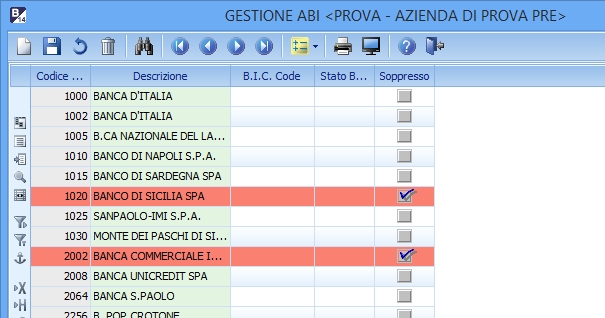 B
14
GESTIONE ABI <PROVA - AZIENDA DI PROVA PRE>
Codice ... Descrizione B.I.C. Code Stato B... Soppresso
1000 BANCA D'ITALIA
1002 BANCA D'ITALIA
1005 B.CA NAZIONALE DEL LA...
1010 BANCO DI NAPOLI S.P.A.
1015 BANCO DI SARDEGNA SPA
1020 BANCO DI SICILIA SPA
1025 SANPAOLO-IMI S.P.A.
1030 MONTE DEI PASCHI DI SI...
2002 BANCA COMMERCIALE I...
2008 BANCA UNICREDIT SPA
2064 BANCA S.PAOLO
2256 B. POP CROTONE